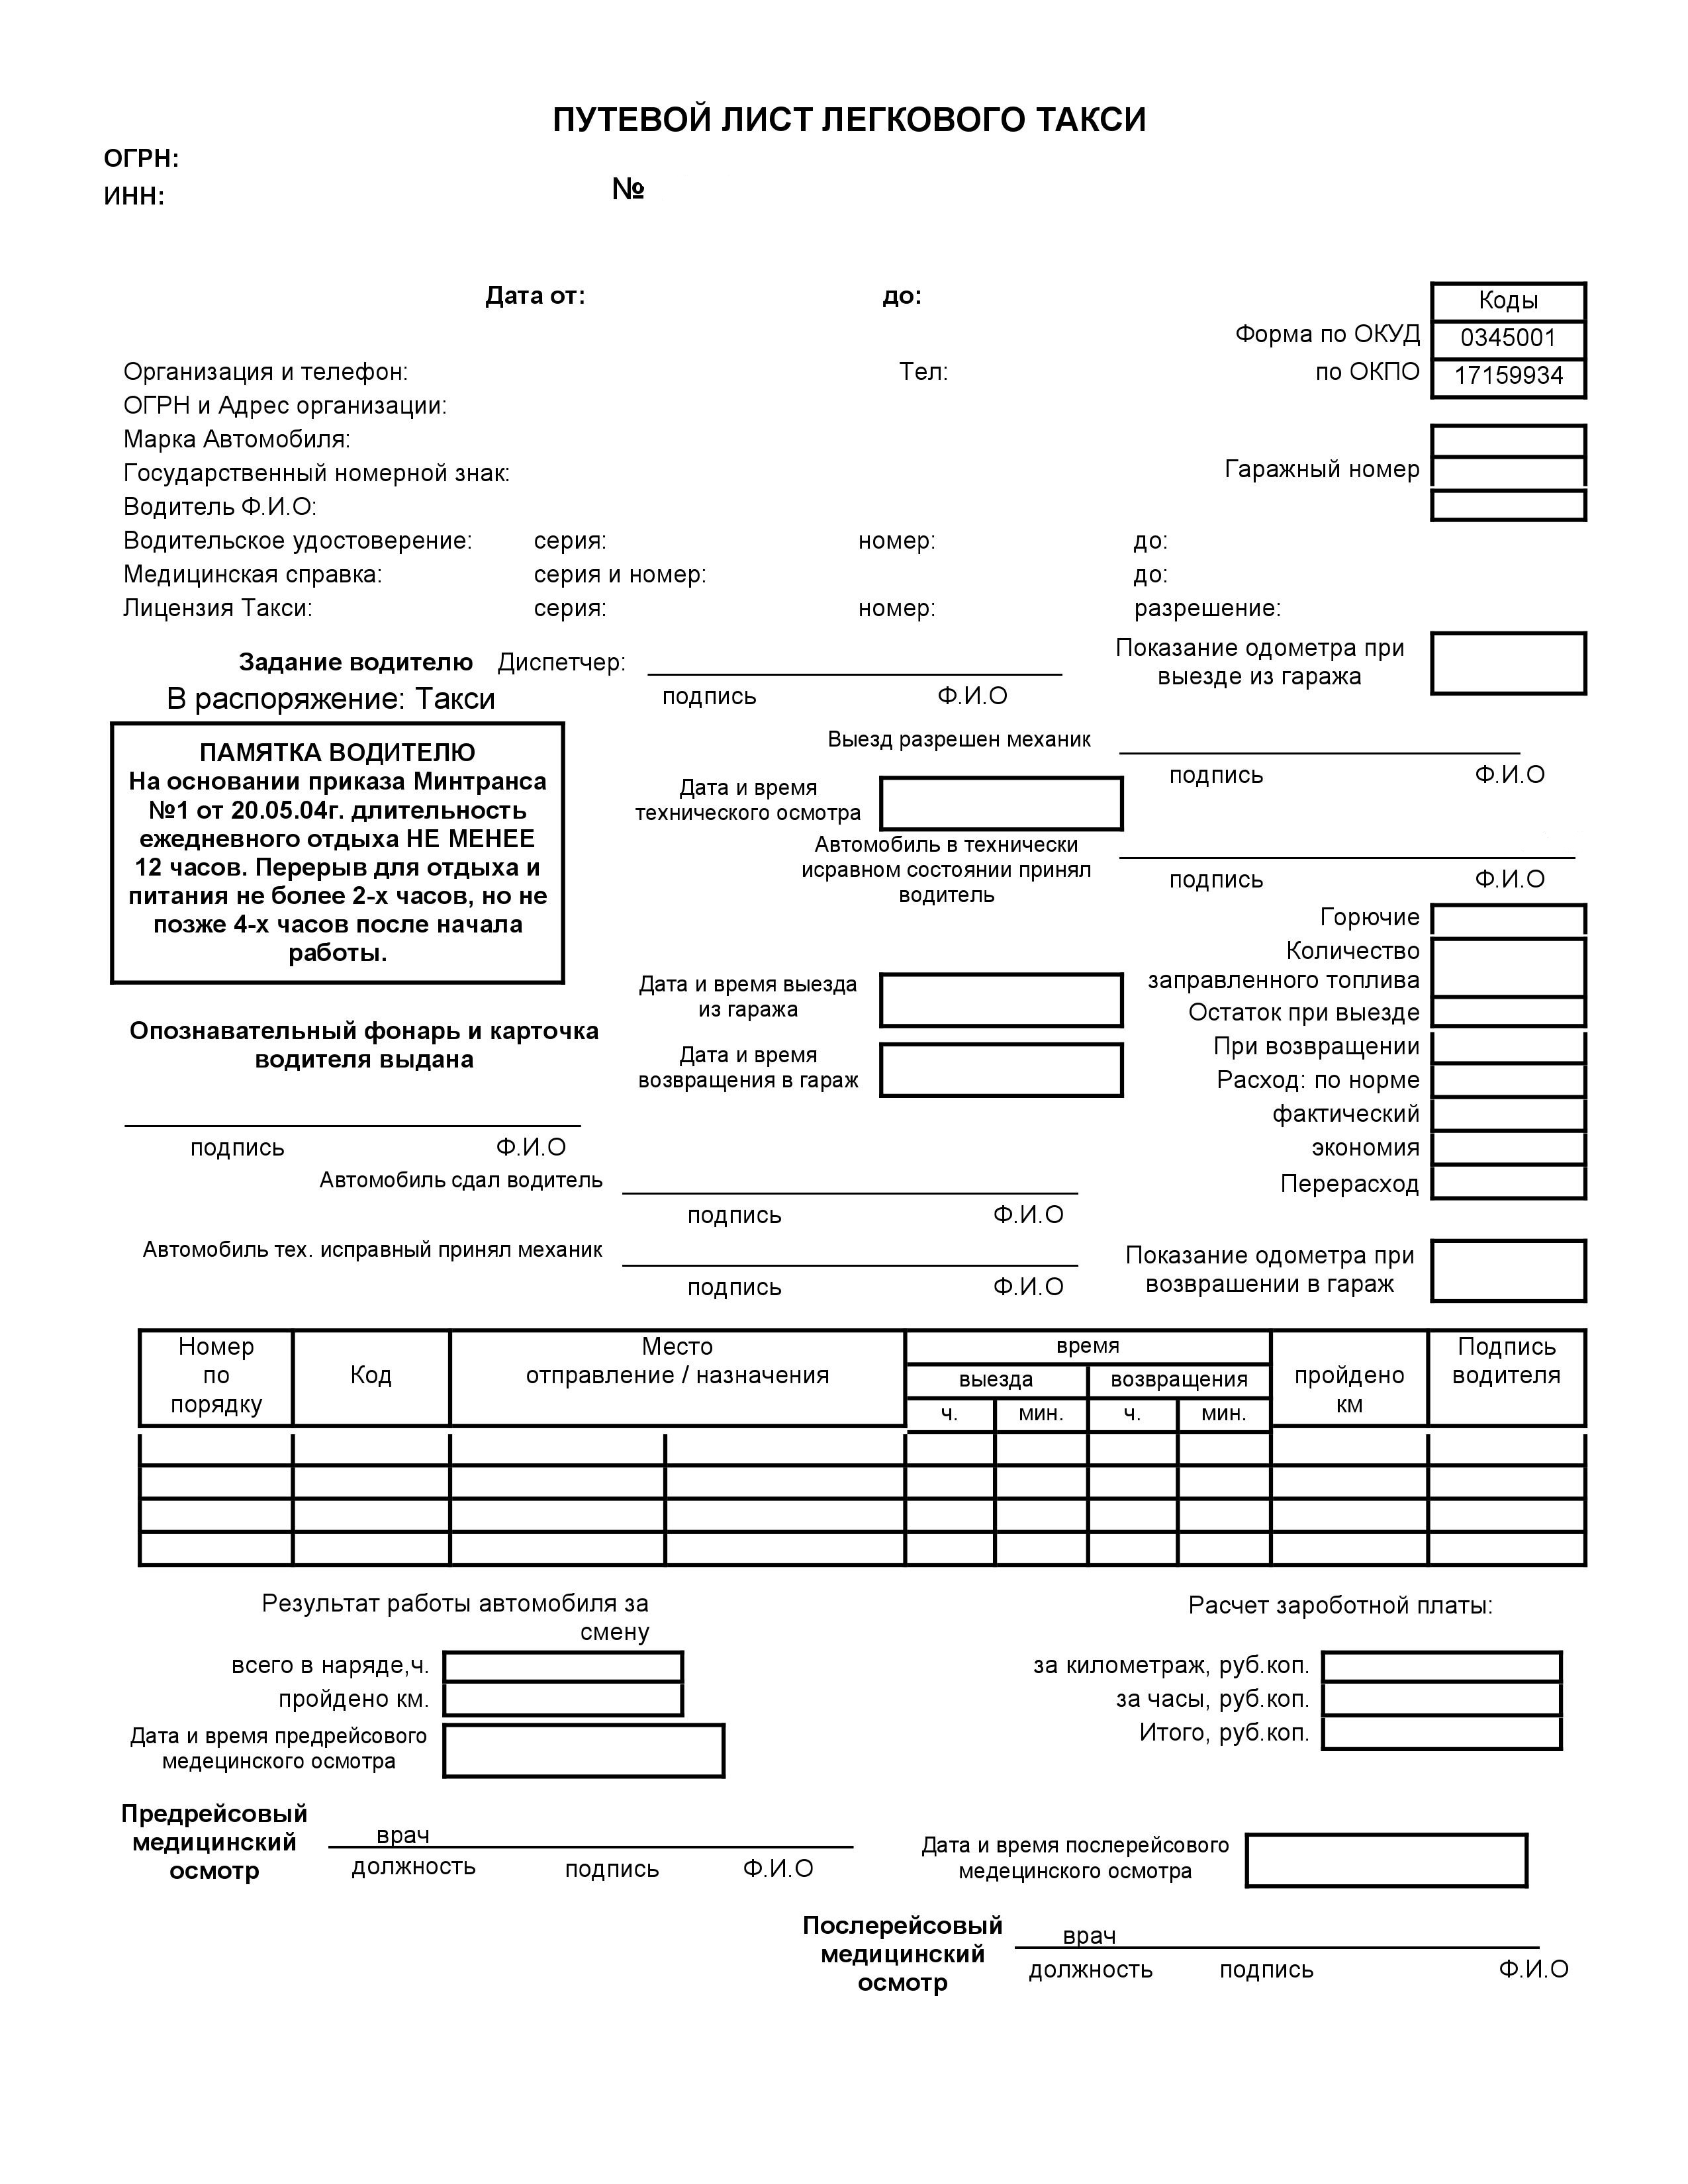 ПУТЕВОЙ ЛИСТ ЛЕГКОВОГО ТАКСИ
ОГРН:
ИНН:
№
Дата от: до:
Коды
Форма по ОКУД 0345001
Организация и телефон: Тел: по ОКПО 17159934
ОГРН и Адрес организации:
Марка Автомобиля:
Государственный номерной знак: Гаражный номер
Водитель Ф.И.О:
Водительское удостоверение: серия: номер: до:
Медицинская справка: серия и номер: до:
Лицензия Такси: серия: номер: разрешение:
Задание водителю Диспетчер:
подпись Ф.И.О
Показание одометра при
выезде из гаража
В распоряжение: Такси
ПАМЯТКА ВОДИТЕЛЮ
На основании приказа Минтранса
№1 от 20.05.04г. длительность
ежедневного отдыха НЕ МЕНЕЕ
12 часов. Перерыв для отдыха и
питания не более 2-х часов, но не
позже 4-х часов после начала
работы.
Выезд разрешен механик
подпись Ф.И.О
Дата и время
технического осмотра
Автомобиль в технически
исравном состоянии принял
водитель
подпись Ф.И.О
Горючие
Количество
заправленного топлива
Остаток при выезде
При возвращении
Расход: по норме
фактический
экономия
Перерасход
Дата и время выезда
из гаража
Дата и время
возвращения в гараж
Опознавательный фонарь и карточка
водителя выдана
подпись Ф.И.О
Автомобиль сдал водитель
подпись Ф.И.О
Автомобиль тех. исправный принял механик
подпись Ф.И.О
Показание одометра при
возврашении в гараж
Номер
по
порядку
Код
Место
отправление / назначения
время
выезда возвращения
ч. мин. ч. мин.
пройдено
км
Подпись
водителя
Результат работы автомобиля за
смену
всего в наряде,ч.
пройдено км.
Дата и время предрейсового
медецинского осмотра
Расчет зароботной платы:
за километраж, руб.коп.
за часы, руб.коп.
Итого, руб.коп.
Предрейсовый
медицинский
осмотр
врач
должность подпись Ф.И.О
Дата и время послерейсового
медецинского осмотра
Послерейсовый
медицинский
осмотр
врач
должность подпись Ф.И.О